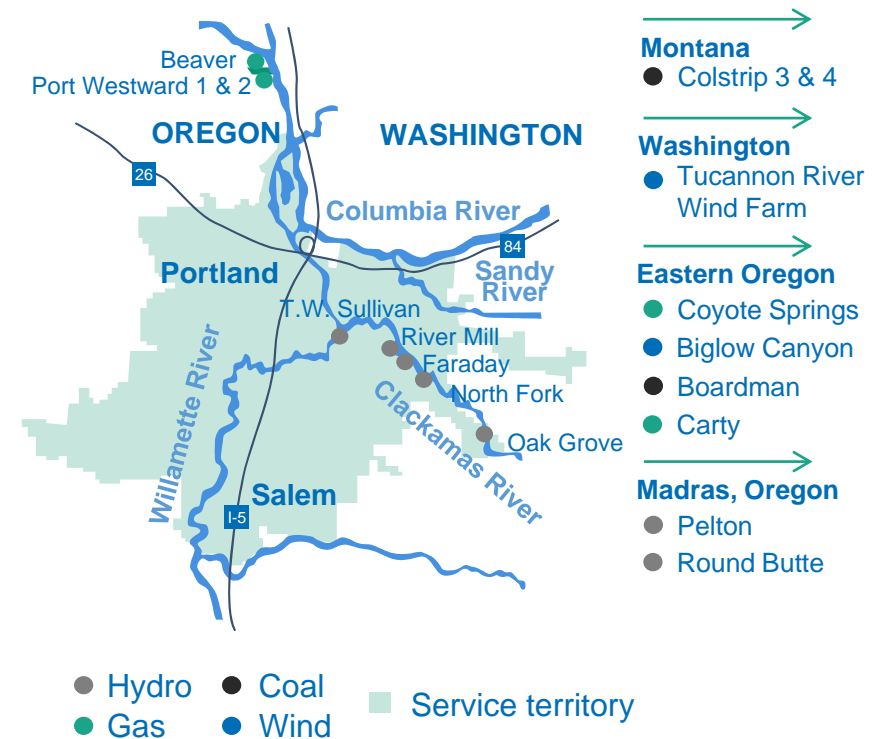 Beaver
Port Westward 1 & 2
OREGON
WASHINGTON
26
Columbia River
84
Portland
Sandy
River
T.W. Sullivan
River Mill
Faraday
North Fork
Willamette River
Clackamas River
Oak Grove
Salem
I-5
Montana
Colstrip 3 & 4
Washington
Tucannon River
Wind Farm
Eastern Oregon
Coyote Springs
Biglow Canyon
Boardman
Carty
Madras, Oregon
Pelton
Round Butte
Hydro
Coal
Gas
Wind
Service territory